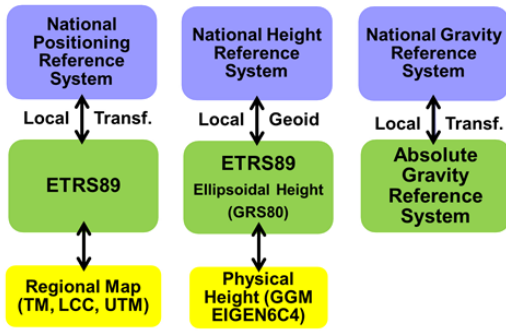 National
Positioning
Reference
System
National Height
Reference
System
National Gravity
Reference
System
Local Transf.
Local Geoid
Local Transf.
ETRS89
ETRS89
Ellipsoidal Height
(GRS80)
Absolute
Gravity
Reference
System
Regional Map
(TM, LCC, UTM)
Physical
Height (GGM
EIGEN6C4)